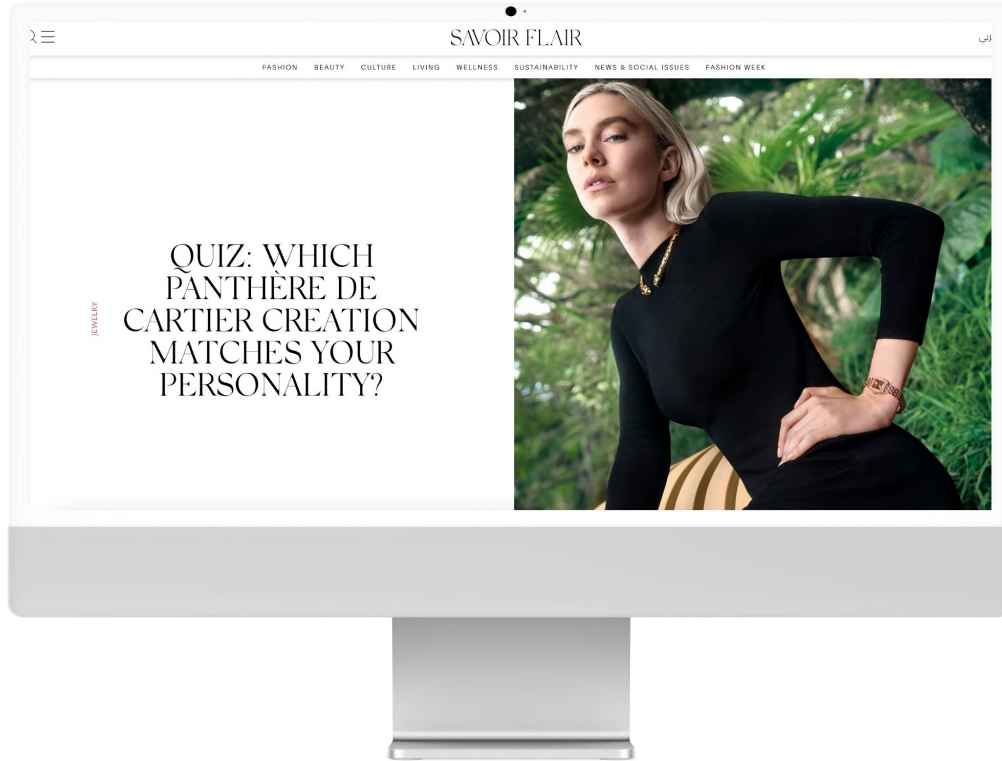 SAVOIR FLAIR
FASHION BEAUTY CULTURE LIVING WELLNESS SUSTAINABILITY NEWS & SOCIAL ISSUES FASHION WEEK
JEWELRY
QUIZ: WHICH
PANTHÈRE DE
CARTIER CREATION
MATCHES YOUR
PERSONALITY?